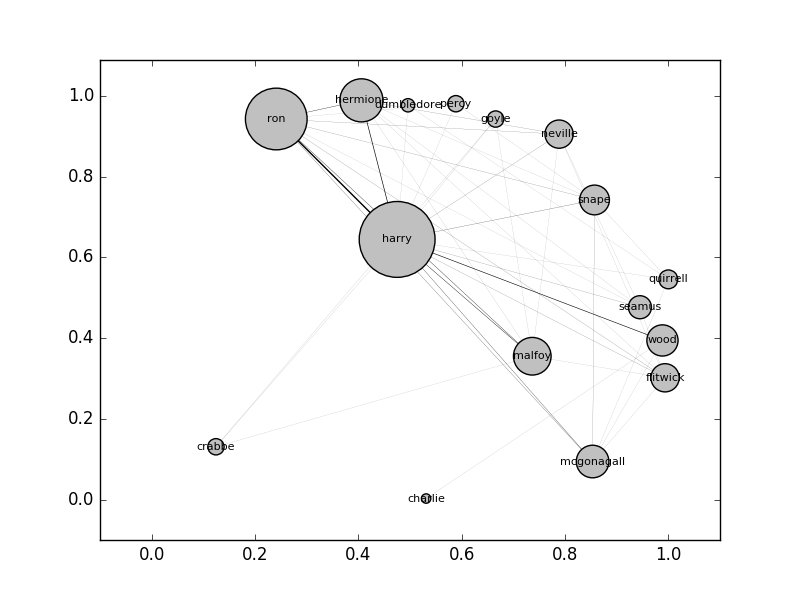 1.0
0.8
0.6
0.4
0.2
0.0
hermione
dumbledore
percy
ron
goyle
neville
snape
harry
quirrell
seamus
wood
malfoy
flitwick
crabbe
mcgonagall
charlie
0.0 0.2 0.4 0.6 0.8 1.0